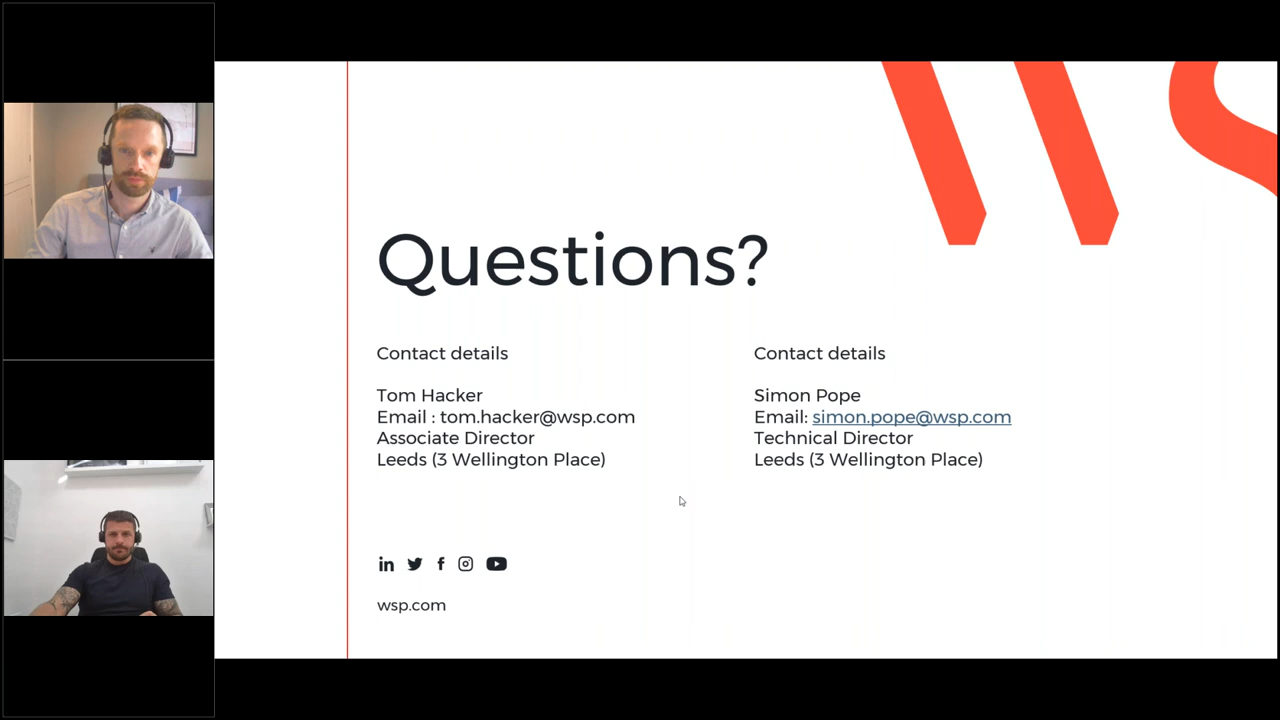 WS
Questions?
Contact details
Tom Hacker
Email : tom.hacker@wsp.com
Associate Director
Leeds (3 Wellington Place)
Contact details
Simon Pope
Email: simon.pope@wsp.com
Technical Director
Leeds (3 Wellington Place)
wsp.com